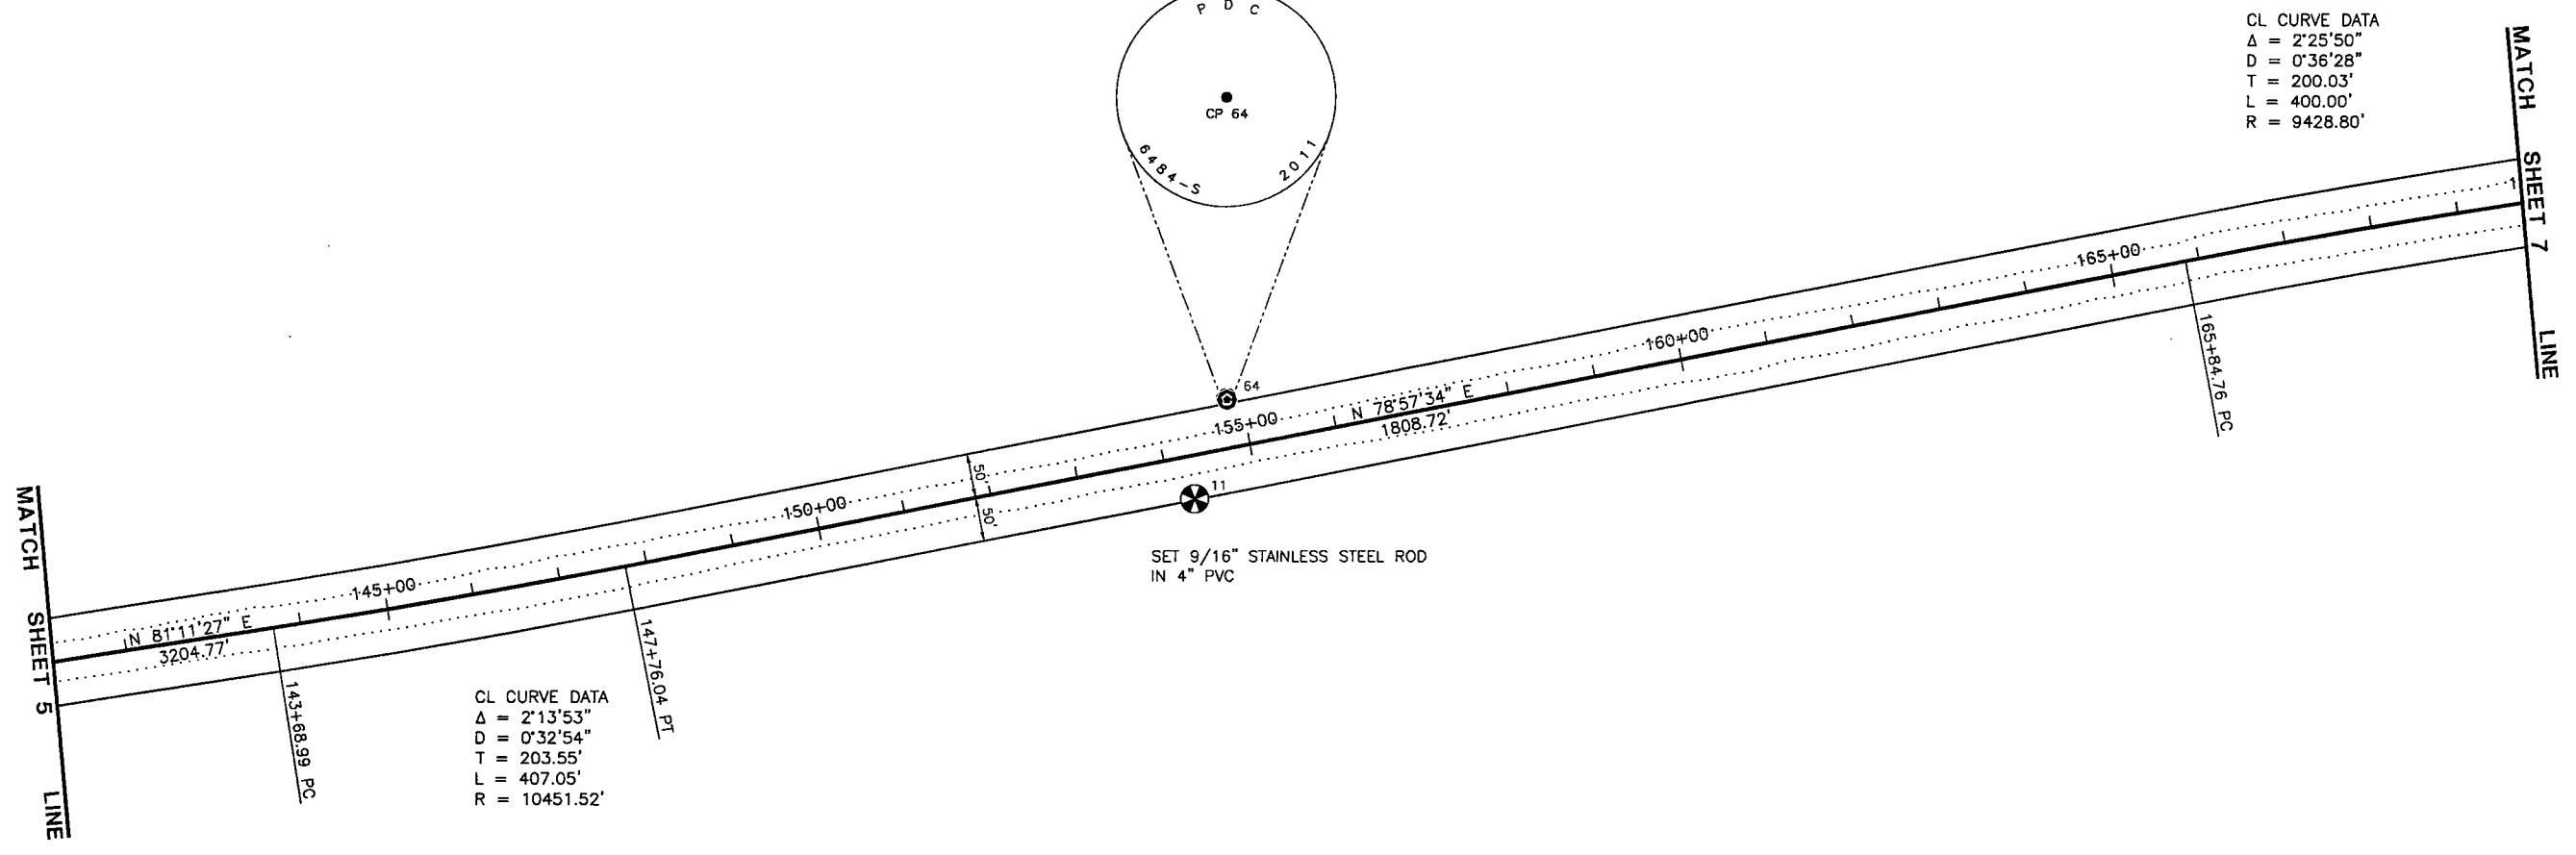 P D C
CP 64
6484-S
2011
CL CURVE DATA
Δ = 2°25'50"
D = 0°36'28"
T = 200.03'
L = 400.00'
R = 9428.80'
MATCH SHEET 7 LINE
1
165+00
160+00
165+84.76 PC
64
155+00
N 78°57'34" E
1808.72'
50'
50'
11
150+00
SET 9/16" STAINLESS STEEL ROD
IN 4" PVC
MATCH SHEET 5 LINE
145+00
N 81°11'27" E
3204.77'
143+68.99 PC
147+76.04 PT
CL CURVE DATA
Δ = 2°13'53"
D = 0°32'54"
T = 203.55'
L = 407.05'
R = 10451.52'